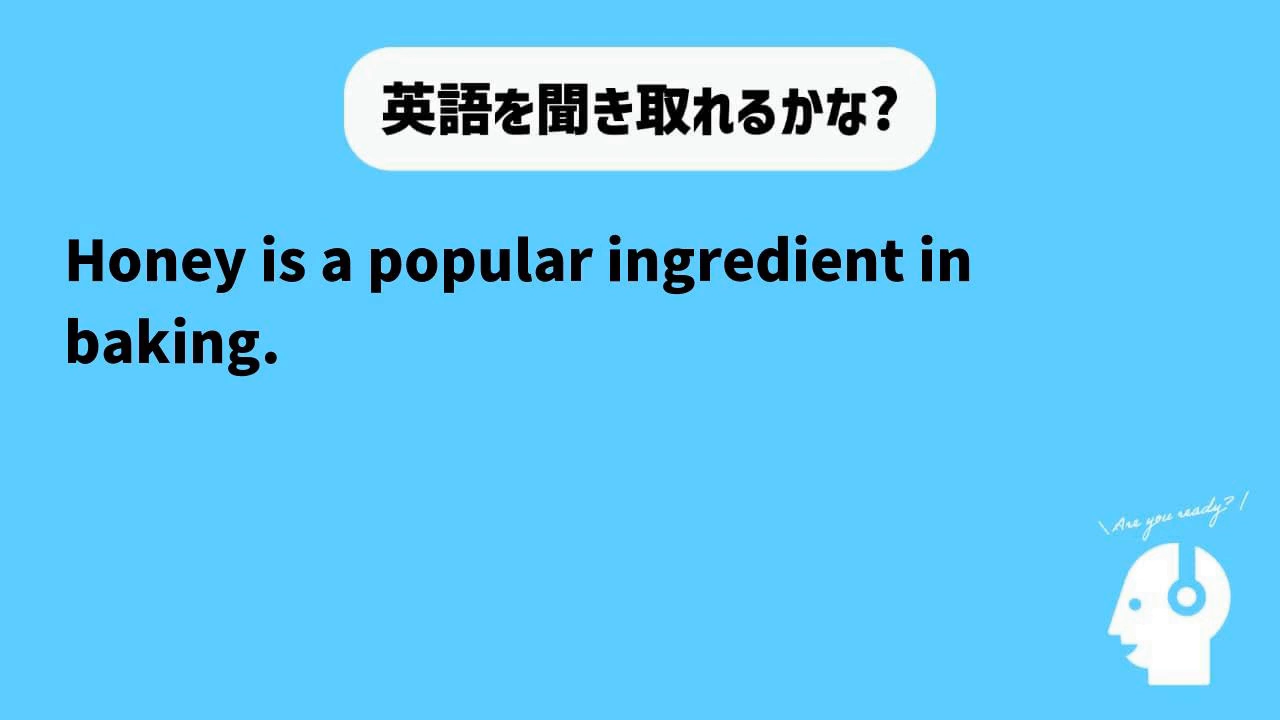 英語を聞き取れるかな?
Honey is a popular ingredient in
baking.
\ Are you ready? /